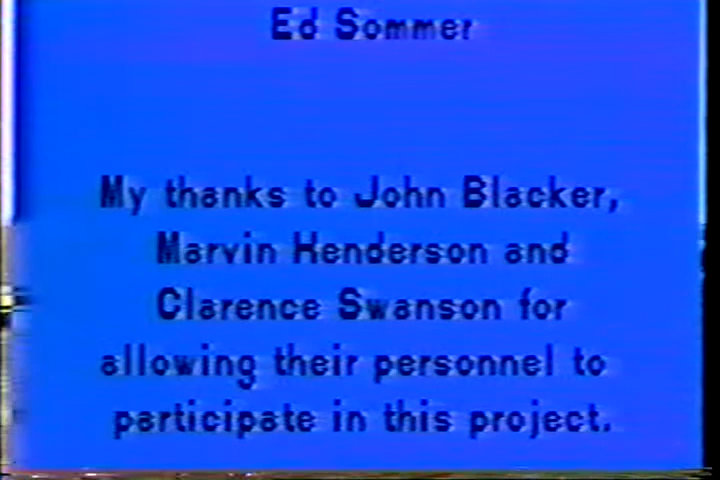 Ed Sommer
My thanks to John Blacker,
Marvin Henderson and
Clarence Swanson for
allowing their personnel to
participate in this project.